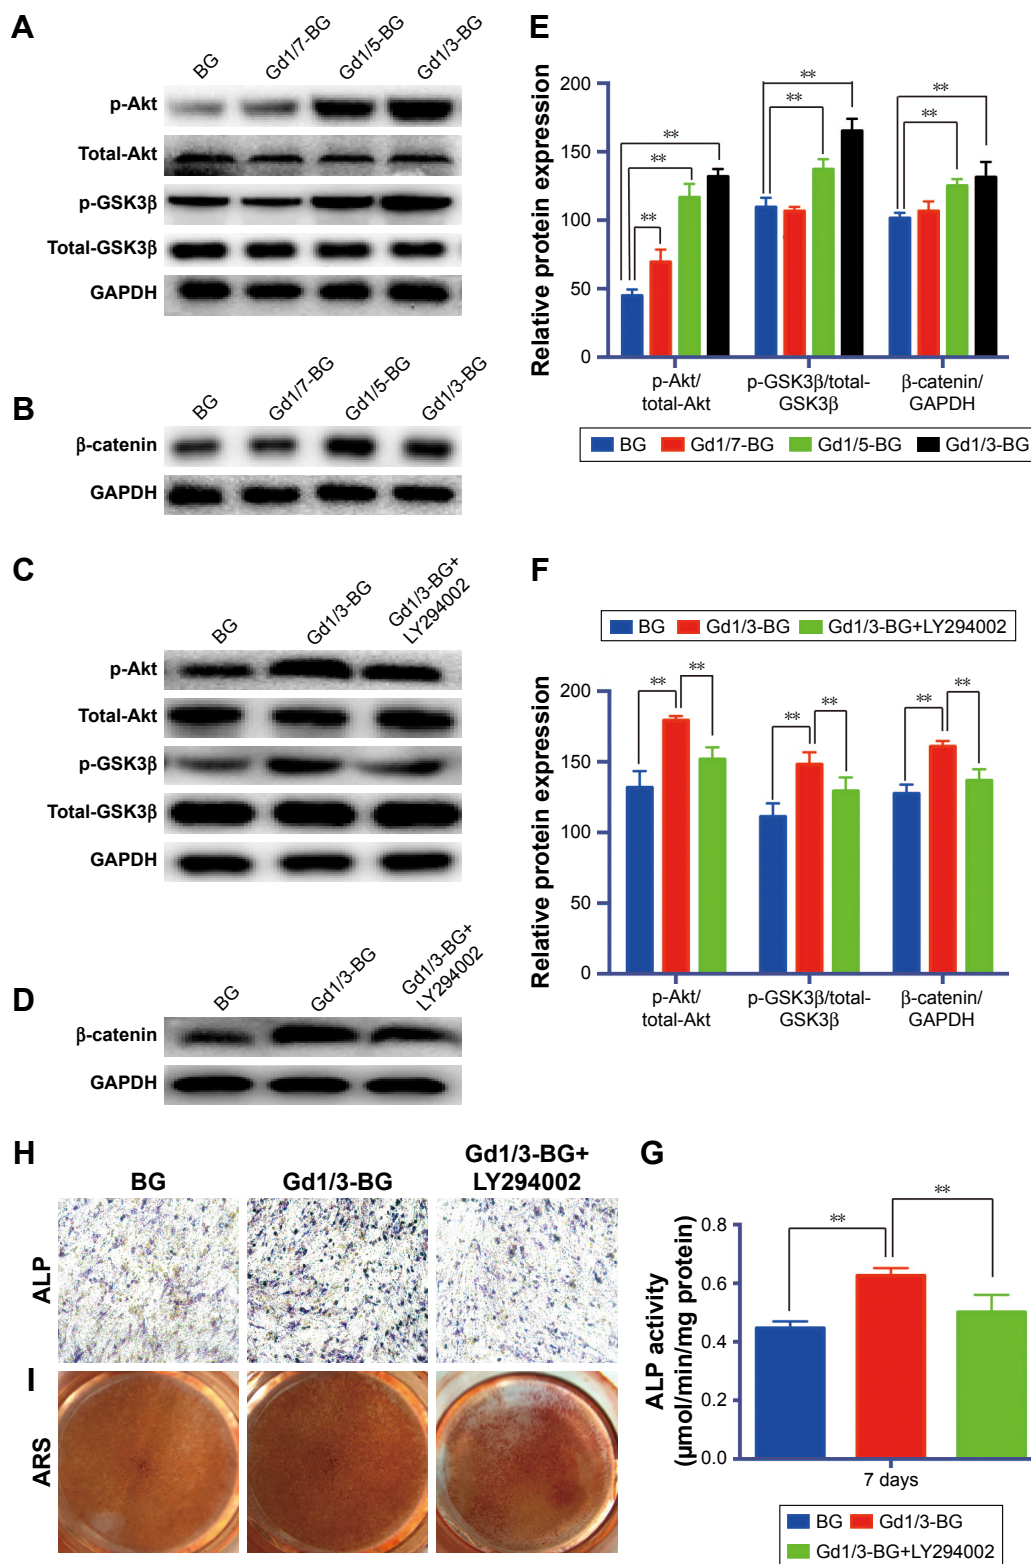 A
BG
Gd1/7-BG
Gd1/5-BG
Gd1/3-BG
p-Akt
Total-Akt
p-GSK3β
Total-GSK3β
GAPDH
B
BG
Gd1/7-BG
Gd1/5-BG
Gd1/3-BG
β-catenin
GAPDH
C
BG
Gd1/3-BG
Gd1/3-BG+
LY294002
p-Akt
Total-Akt
p-GSK3β
Total-GSK3β
GAPDH
D
BG
Gd1/3-BG
Gd1/3-BG+
LY294002
β-catenin
GAPDH
E
Relative protein expression
200
150
100
50
0
** ** **
** **
** **
**
p-Akt/
total-Akt
p-GSK3β/total-
GSK3β
β-catenin/
GAPDH
BG Gd1/7-BG Gd1/5-BG Gd1/3-BG
F
BG Gd1/3-BG Gd1/3-BG+LY294002
Relative protein expression
200
150
100
50
0
** ** ** ** ** **
p-Akt/
total-Akt
p-GSK3β/total-
GSK3β
β-catenin/
GAPDH
H
BG
Gd1/3-BG
Gd1/3-BG+
LY294002
ALP
I
ARS
G
ALP activity
(μmol/min/mg protein)
0.8
0.6
0.4
0.2
0.0
** **
7 days
BG Gd1/3-BG
Gd1/3-BG+LY294002